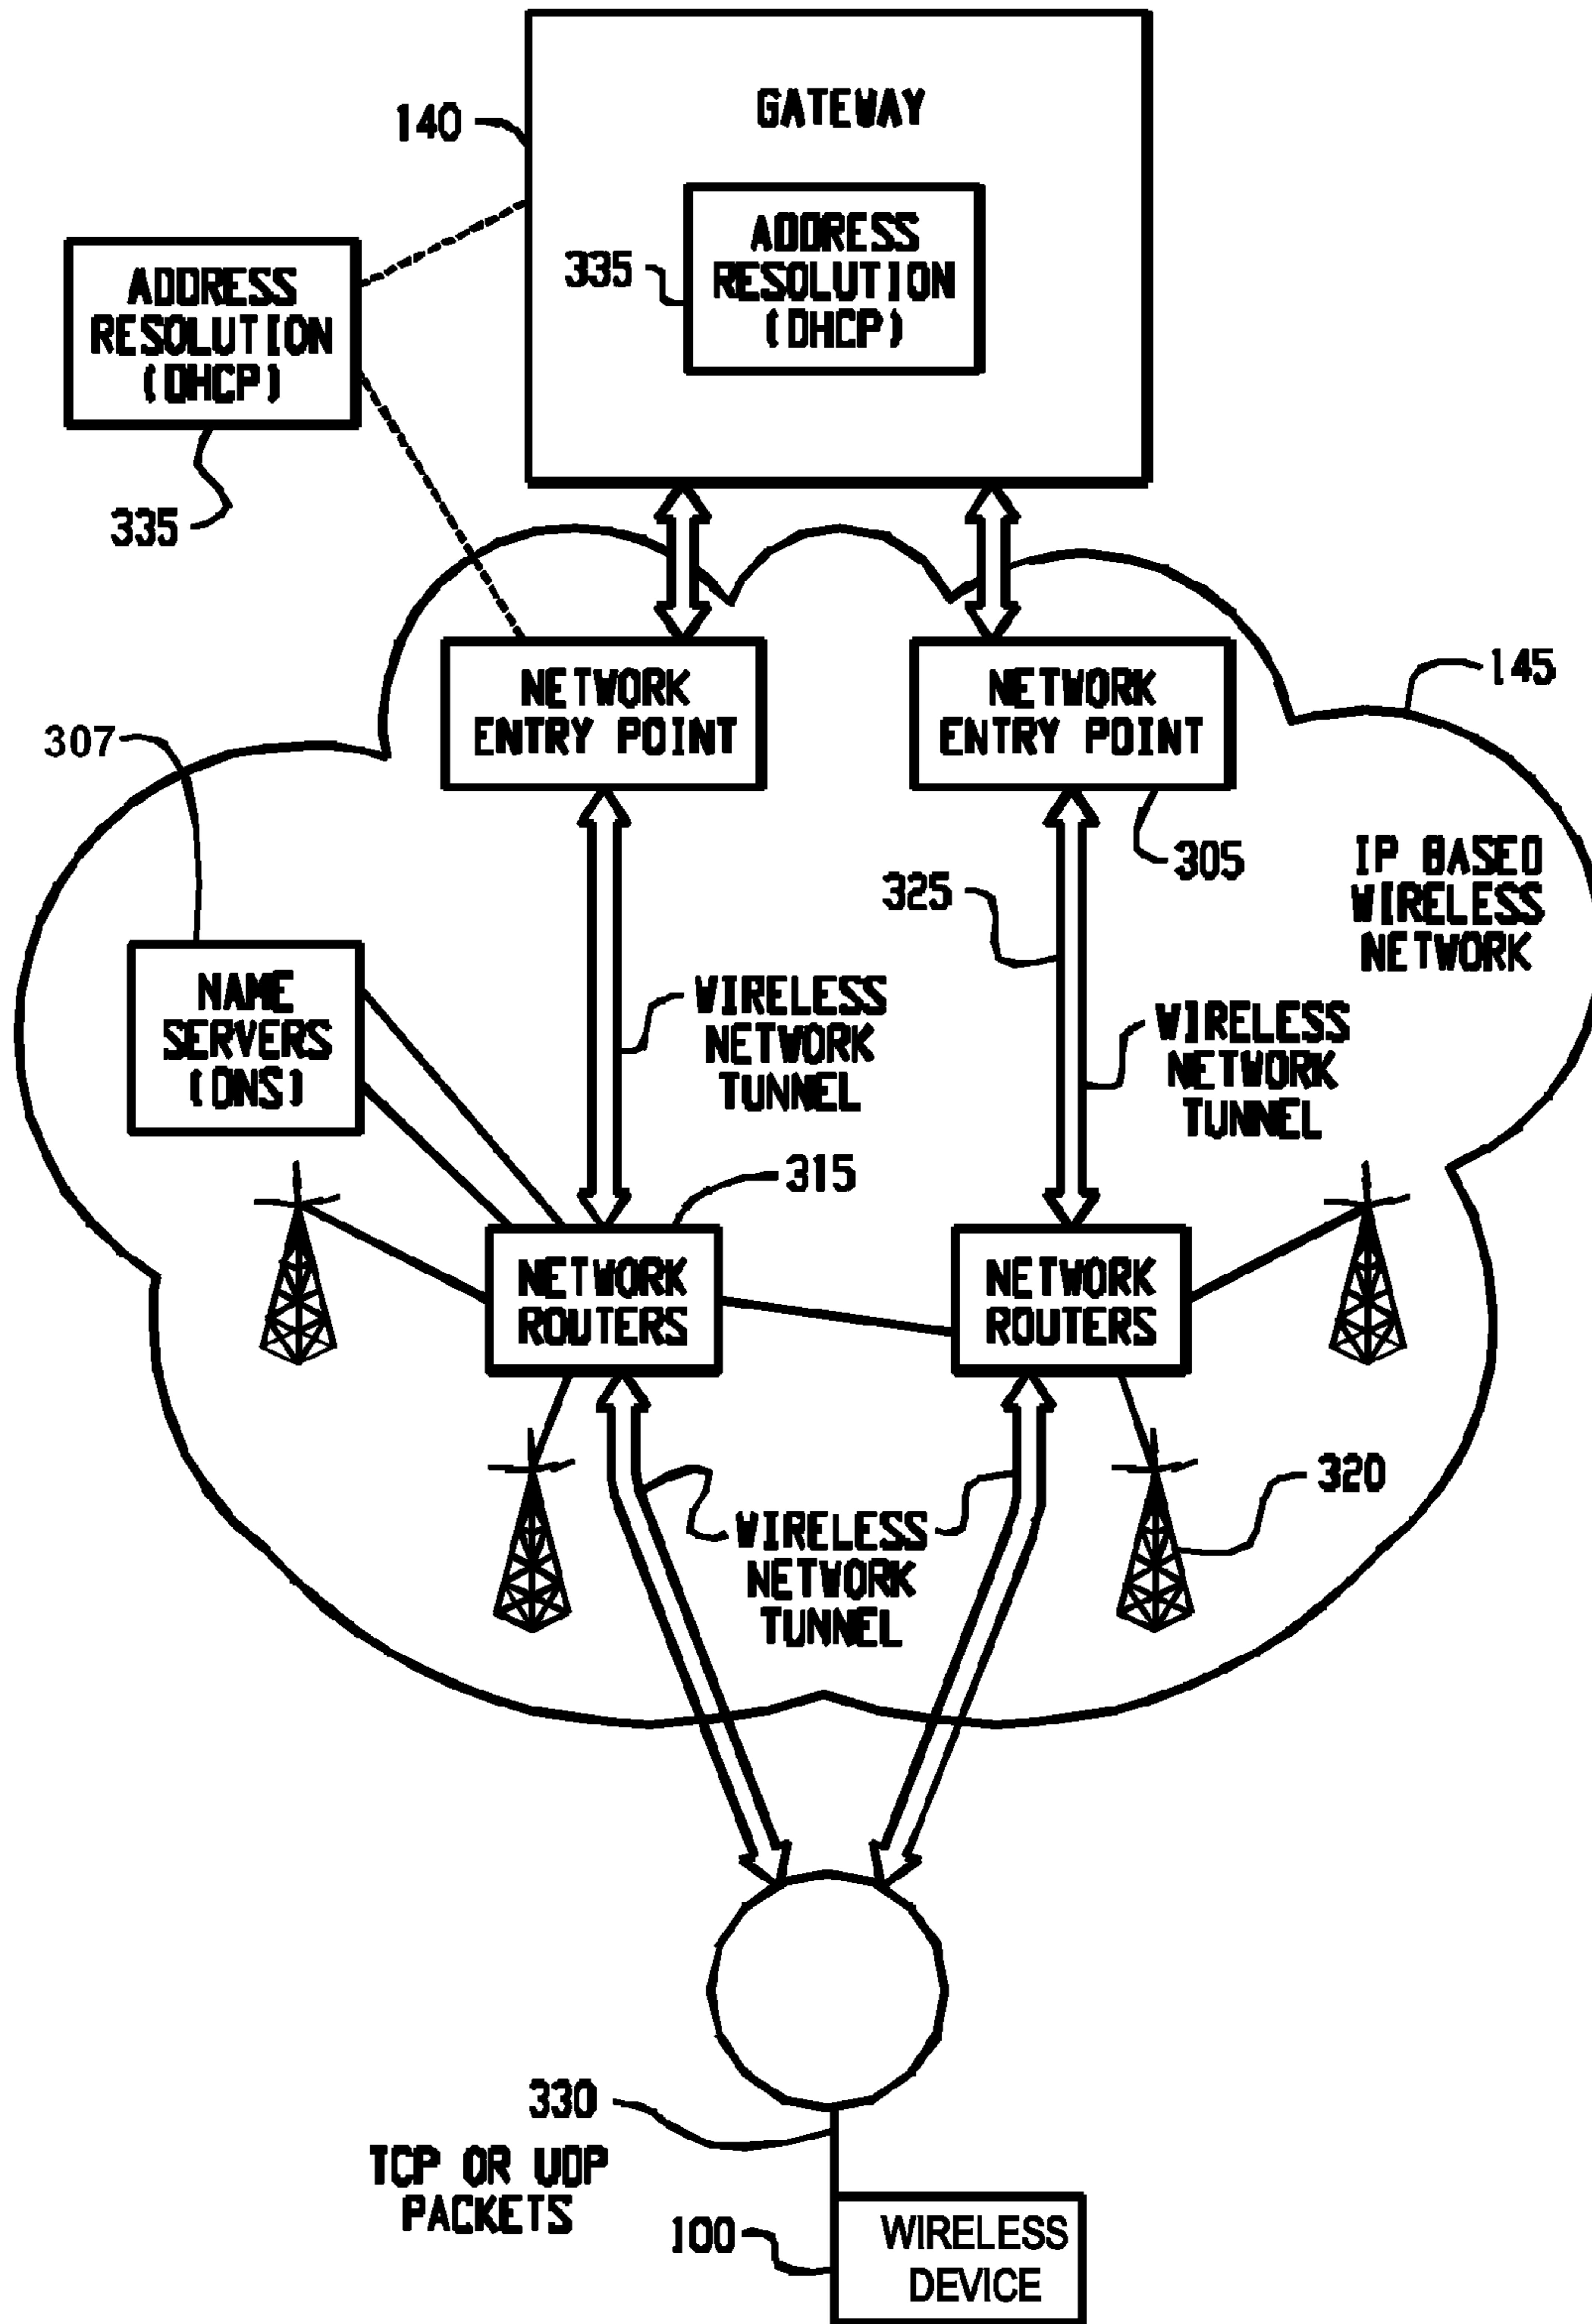 GATEWAY
140
ADDRESS
RESOLUTION
(DHCP)
335
ADDRESS
RESOLUTION
(DHCP)
335
NETWORK
ENTRY POINT
NETWORK
ENTRY POINT
145
307
305
325
IP BASED
WIRELESS
NETWORK
NAME
SERVERS
(DNS)
WIRELESS
NETWORK
TUNNEL
WIRELESS
NETWORK
TUNNEL
315
NETWORK
ROUTERS
NETWORK
ROUTERS
320
WIRELESS
NETWORK
TUNNEL
330
TCP OR UDP
PACKETS
100
WIRELESS
DEVICE